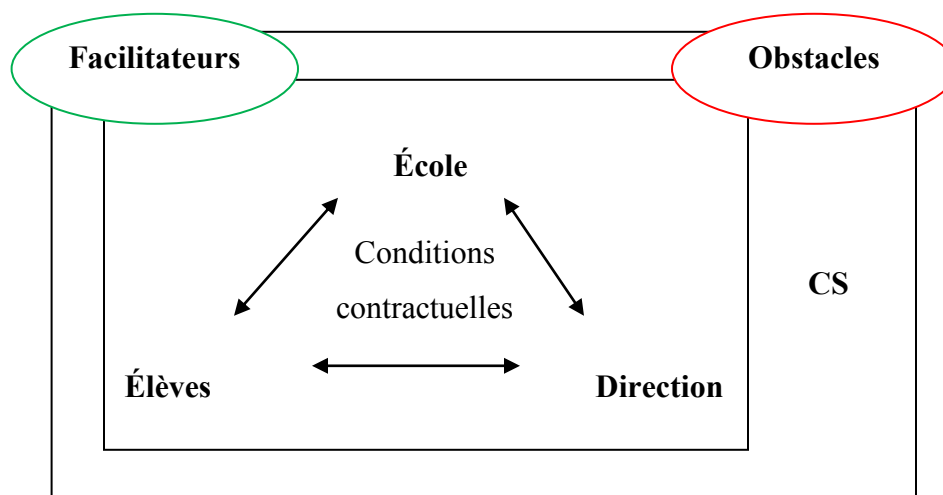 Facilitateurs
Obstacles
École
Conditions
contractuelles
CS
Élèves
Direction